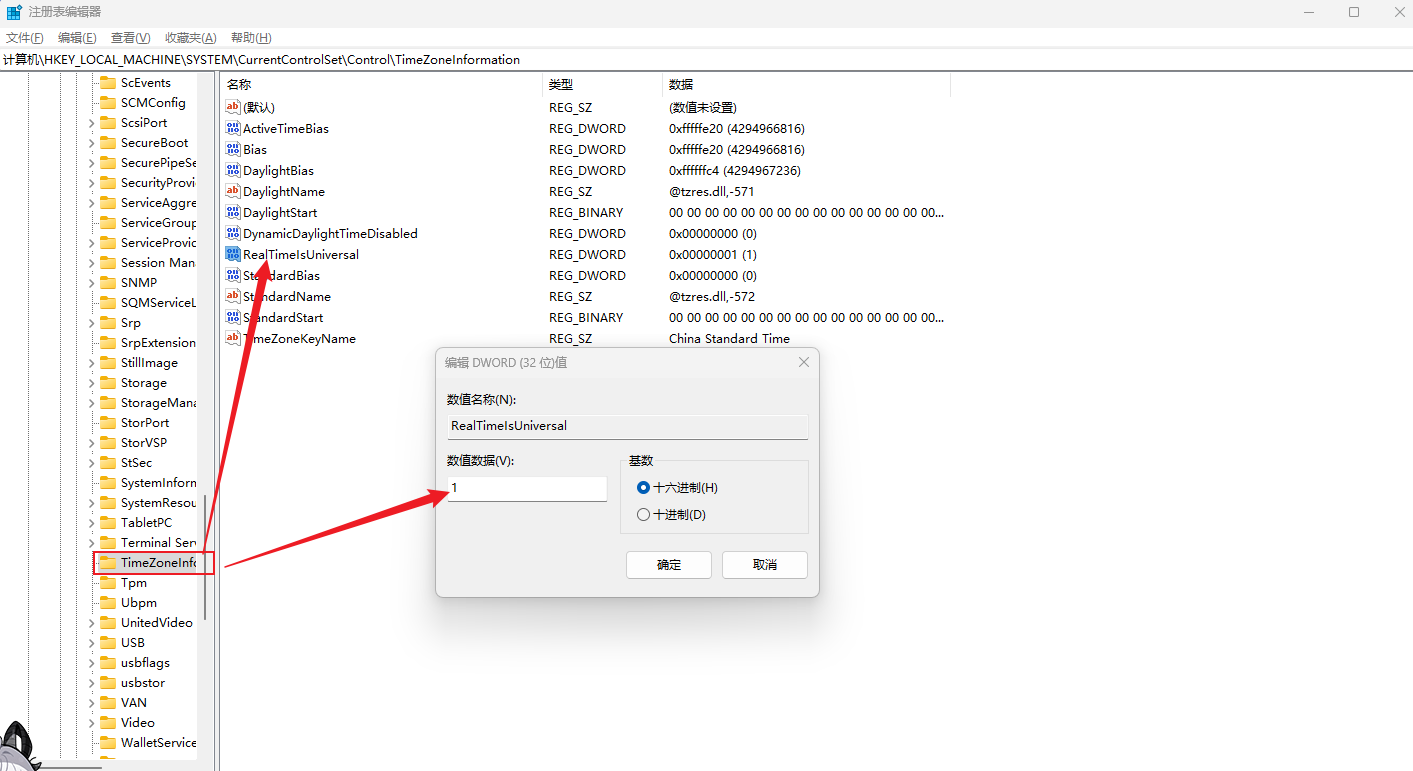 注册表编辑器
文件(F) 编辑(E) 查看(V) 收藏夹(A) 帮助(H)
计算机\HKEY_LOCAL_MACHINE\SYSTEM\CurrentControlSet\Control\TimeZoneInformation
ScEvents
SCMConfig
ScsiPort
SecureBoot
SecurePipeSe
SecurityProvi
ServiceAggre
ServiceGroup
ServiceProvic
Session Man
SNMP
SQMServiceL
Srp
SrpExtension
StillImage
Storage
StorageMana
StorPort
StorVSP
StSec
SystemInform
SystemResou
TabletPC
Terminal Serv
TimeZoneInfo
Tpm
Ubpm
UnitedVideo
USB
usbflags
usbstor
VAN
Video
WalletService
名称 类型 数据
(默认) REG_SZ (数值未设置)
ActiveTimeBias REG_DWORD 0xfffffe20 (4294966816)
Bias REG_DWORD 0xfffffe20 (4294966816)
DaylightBias REG_DWORD 0xffffffc4 (4294967236)
DaylightName REG_SZ @tzres.dll,-571
DaylightStart REG_BINARY 00 00 00 00 00 00 00 00 00 00 00 00 00 00 00...
DynamicDaylightTimeDisabled REG_DWORD 0x00000000 (0)
RealTimeIsUniversal REG_DWORD 0x00000001 (1)
StandardBias REG_DWORD 0x00000000 (0)
StandardName REG_SZ @tzres.dll,-572
StandardStart REG_BINARY 00 00 00 00 00 00 00 00 00 00 00 00 00 00 00...
TimeZoneKeyName REG_SZ China Standard Time
编辑 DWORD (32 位)值
数值名称(N):
RealTimeIsUniversal
数值数据(V):
1
基数
十六进制(H)
十进制(D)
确定 取消